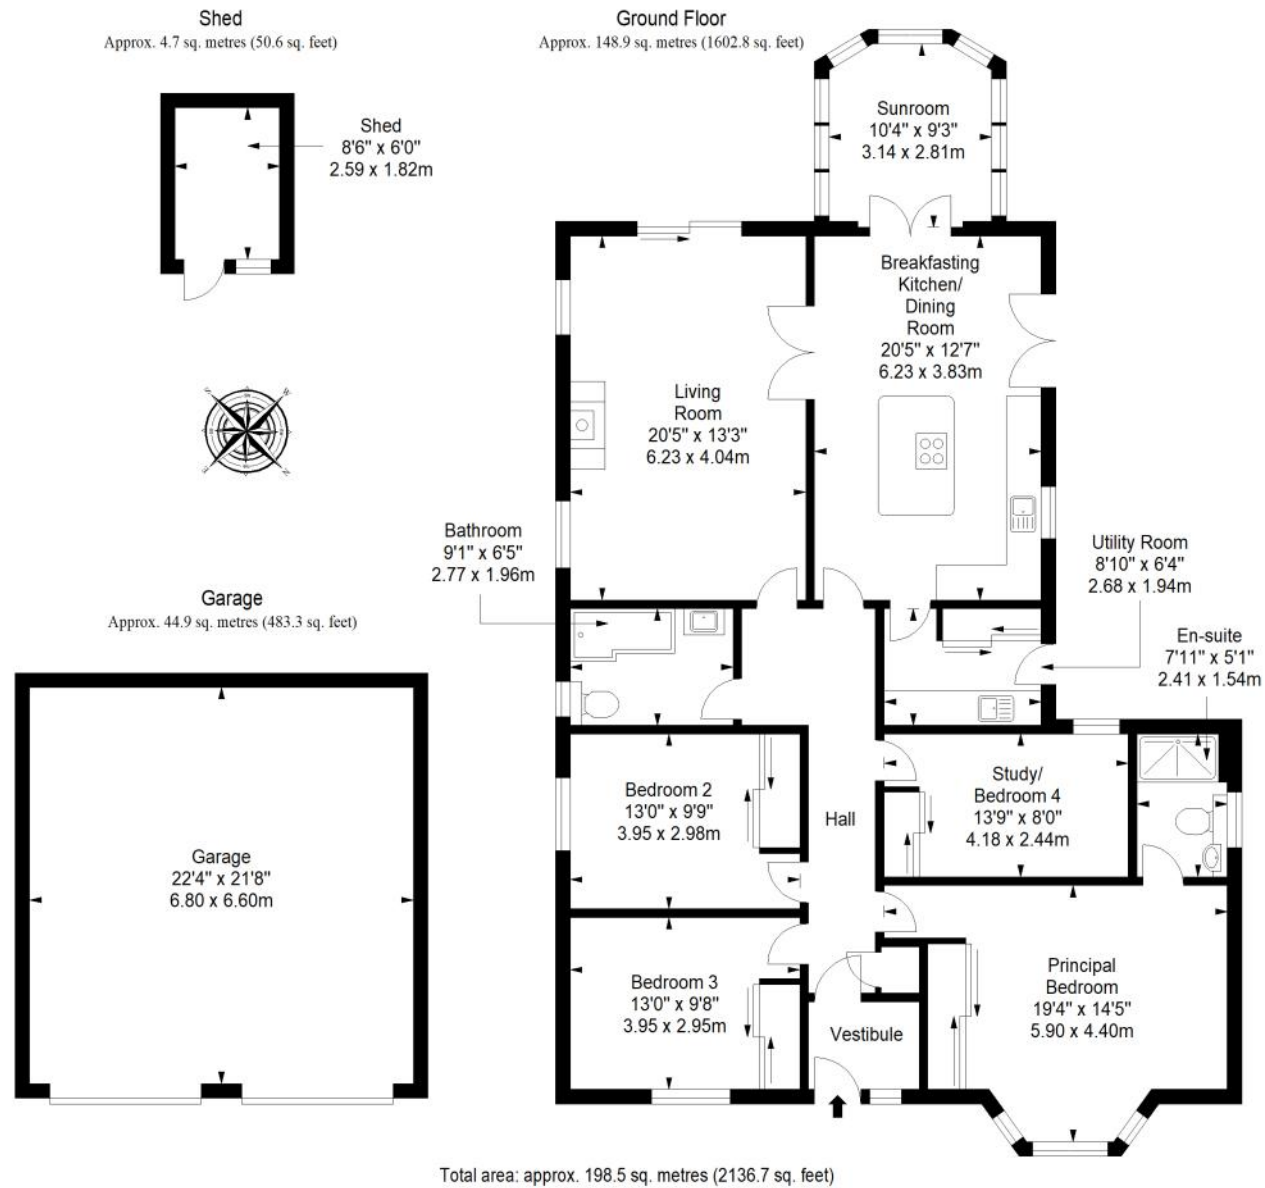 Shed
Approx. 4.7 sq. metres (50.6 sq. feet)
Ground Floor
Approx. 148.9 sq. metres (1602.8 sq. feet)
Shed
8'6" x 6'0"
2.59 x 1.82m
Sunroom
10'4" x 9'3"
3.14 x 2.81m
Breakfasting
Kitchen/
Dining
Room
20'5" x 12'7"
6.23 x 3.83m
Living
Room
20'5" x 13'3"
6.23 x 4.04m
S
W
N
Bathroom
9'1" x 6'5"
2.77 x 1.96m
Utility Room
8'10" x 6'4"
2.68 x 1.94m
Garage
Approx. 44.9 sq. metres (483.3 sq. feet)
En-suite
7'11" x 5'1"
2.41 x 1.54m
Bedroom 2
13'0" x 9'9"
3.95 x 2.98m
Hall
Study/
Bedroom 4
13'9" x 8'0"
4.18 x 2.44m
Garage
22'4" x 21'8"
6.80 x 6.60m
Bedroom 3
13'0" x 9'8"
3.95 x 2.95m
Vestibule
Principal
Bedroom
19'4" x 14'5"
5.90 x 4.40m
Total area: approx. 198.5 sq. metres (2136.7 sq. feet)